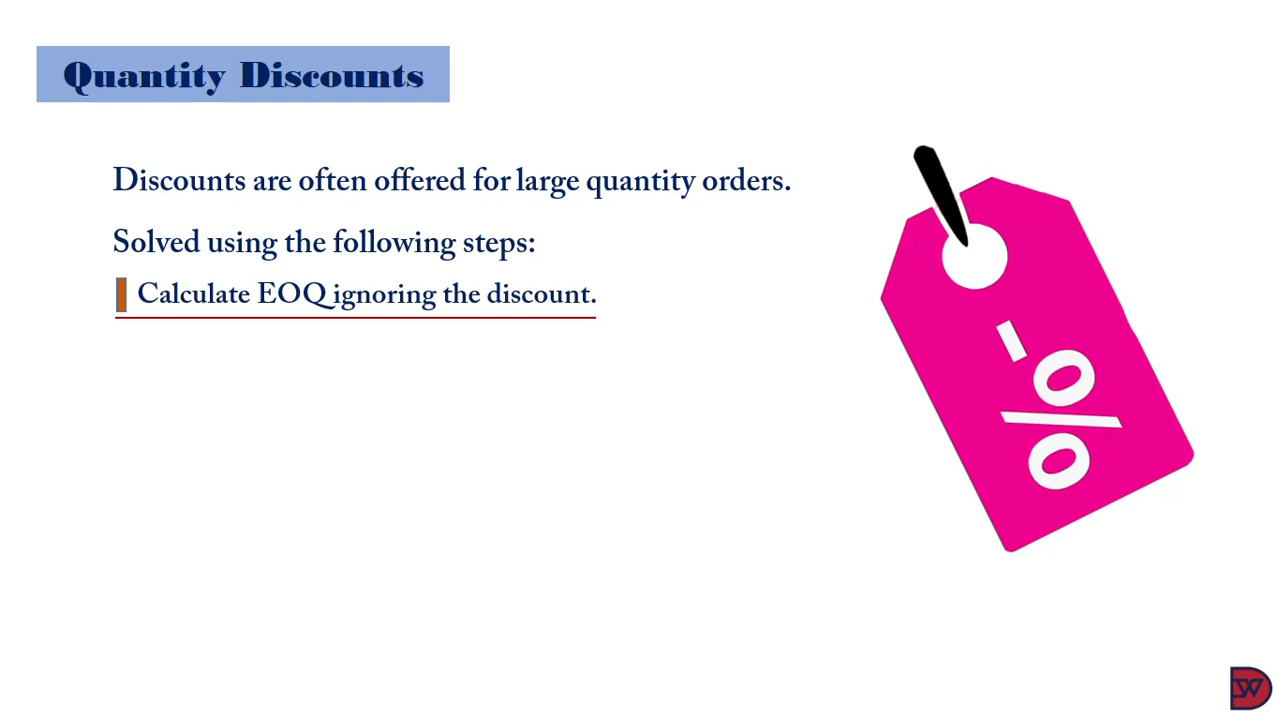 Quantity Discounts
Discounts are often offered for large quantity orders.
Solved using the following steps:
Calculate EOQ ignoring the discount.
-%
DW